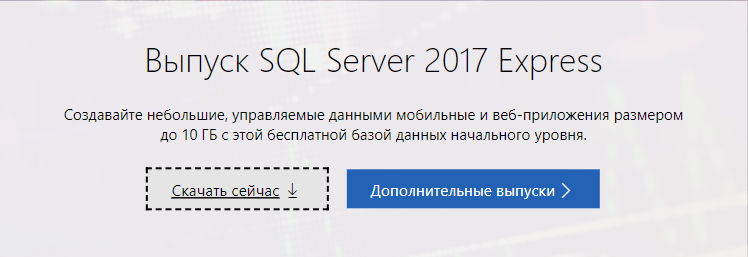 Выпуск SQL Server 2017 Express
Создавайте небольшие, управляемые данными мобильные и веб-приложения размером
до 10 ГБ с этой бесплатной базой данных начального уровня.
Скачать сейчас
Дополнительные выпуски